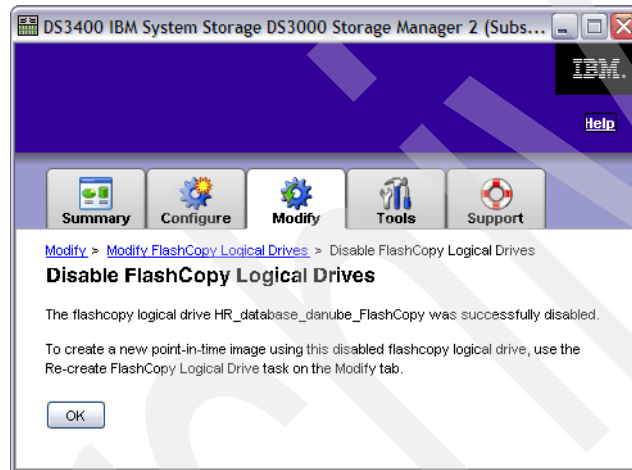 DS3400 IBM System Storage DS3000 Storage Manager 2 (Subs...
IBM.
Help
Summary
Configure
Modify
Tools
Support
Modify > Modify FlashCopy Logical Drives > Disable FlashCopy Logical Drives
Disable FlashCopy Logical Drives
The flashcopy logical drive HR_database_danube_FlashCopy was successfully disabled.
To create a new point-in-time image using this disabled flashcopy logical drive, use the
Re-create FlashCopy Logical Drive task on the Modify tab.
OK